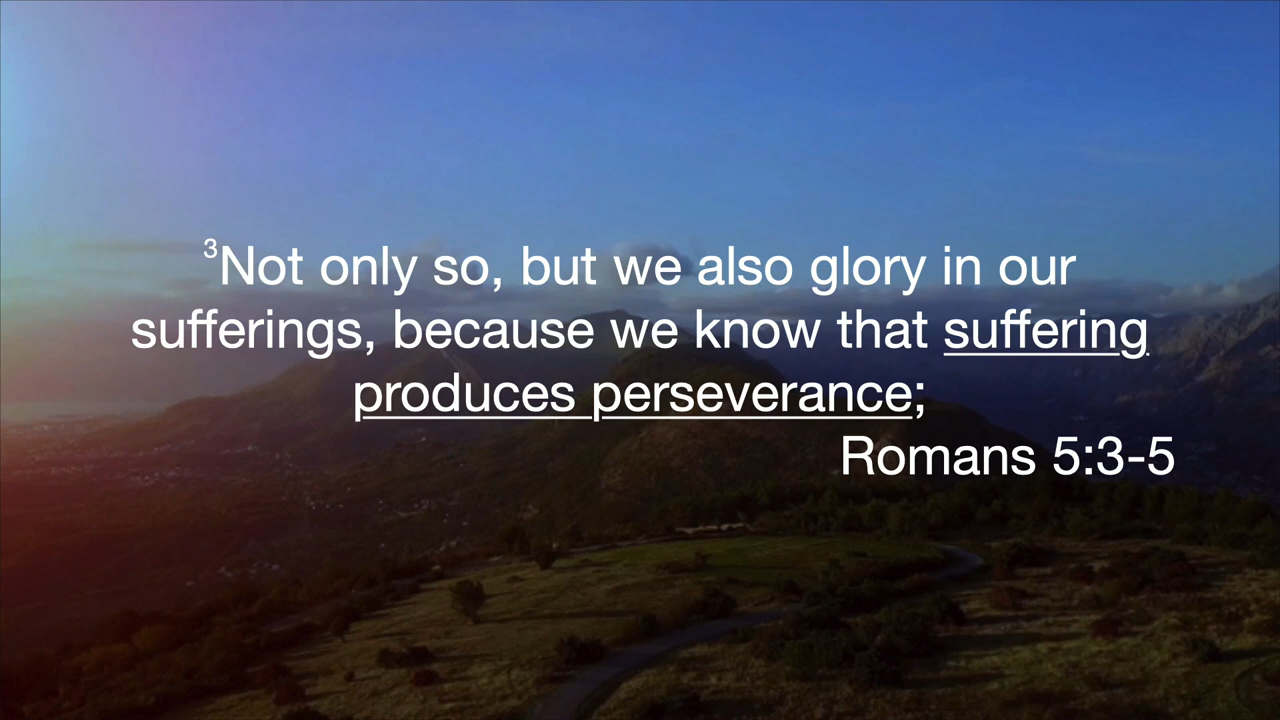 ³Not only so, but we also glory in our
sufferings, because we know that suffering
produces perseverance;
Romans 5:3-5